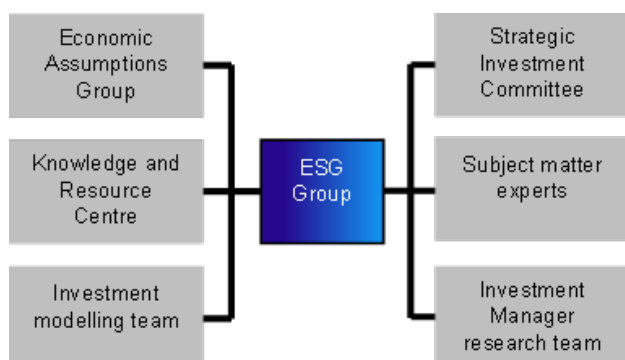 Economic
Assumptions
Group
Knowledge and
Resource
Centre
Investment
modelling team
ESG
Group
Strategic
Investment
Committee
Subject matter
experts
Investment
Manager
research team